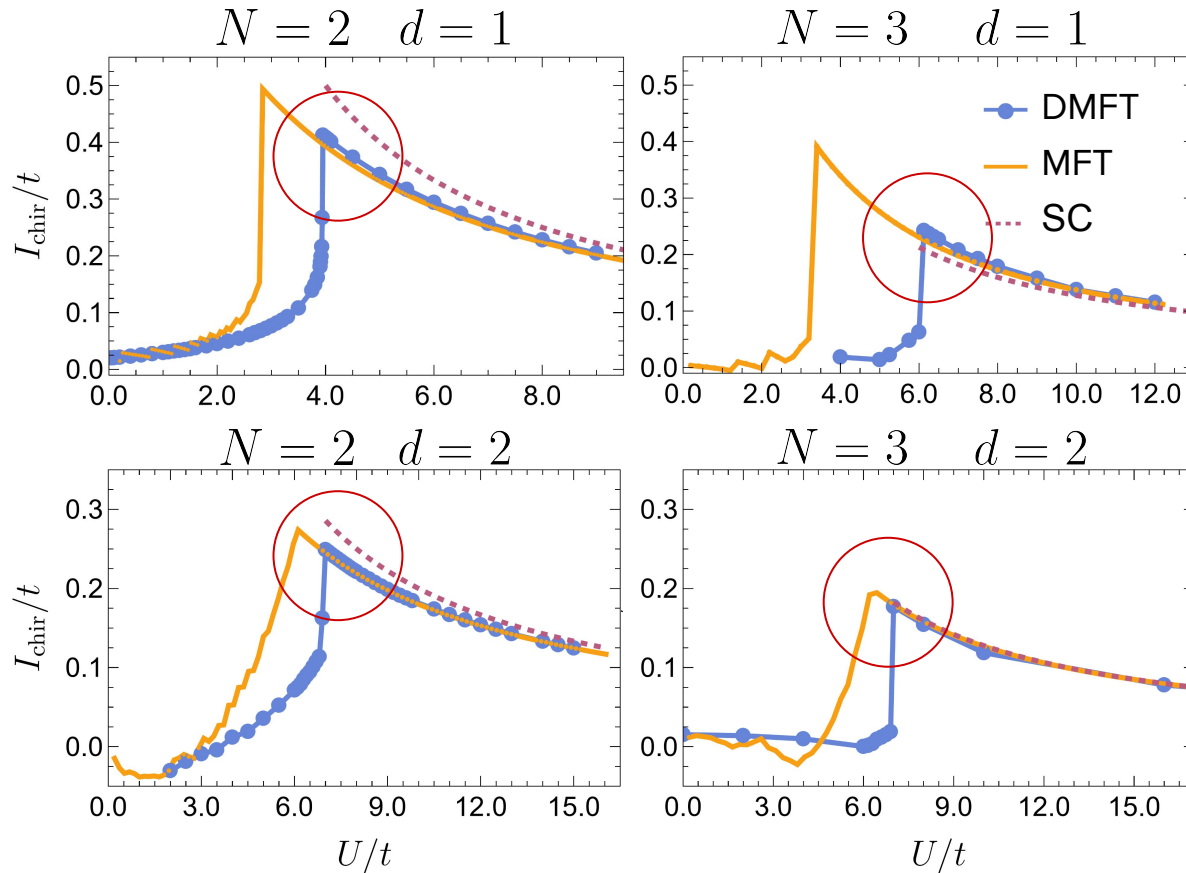 N = 2 d = 1
N = 3 d = 1
I_chir/t
0.5
0.4
0.3
0.2
0.1
0.0
0.0 2.0 4.0 6.0 8.0
0.5
0.4
0.3
0.2
0.1
0.0
0.0 2.0 4.0 6.0 8.0 10.0 12.0
DMFT
MFT
SC
N = 2 d = 2
N = 3 d = 2
I_chir/t
0.3
0.2
0.1
0.0
0.0 3.0 6.0 9.0 12.0 15.0
U/t
0.3
0.2
0.1
0.0
0.0 3.0 6.0 9.0 12.0 15.0
U/t